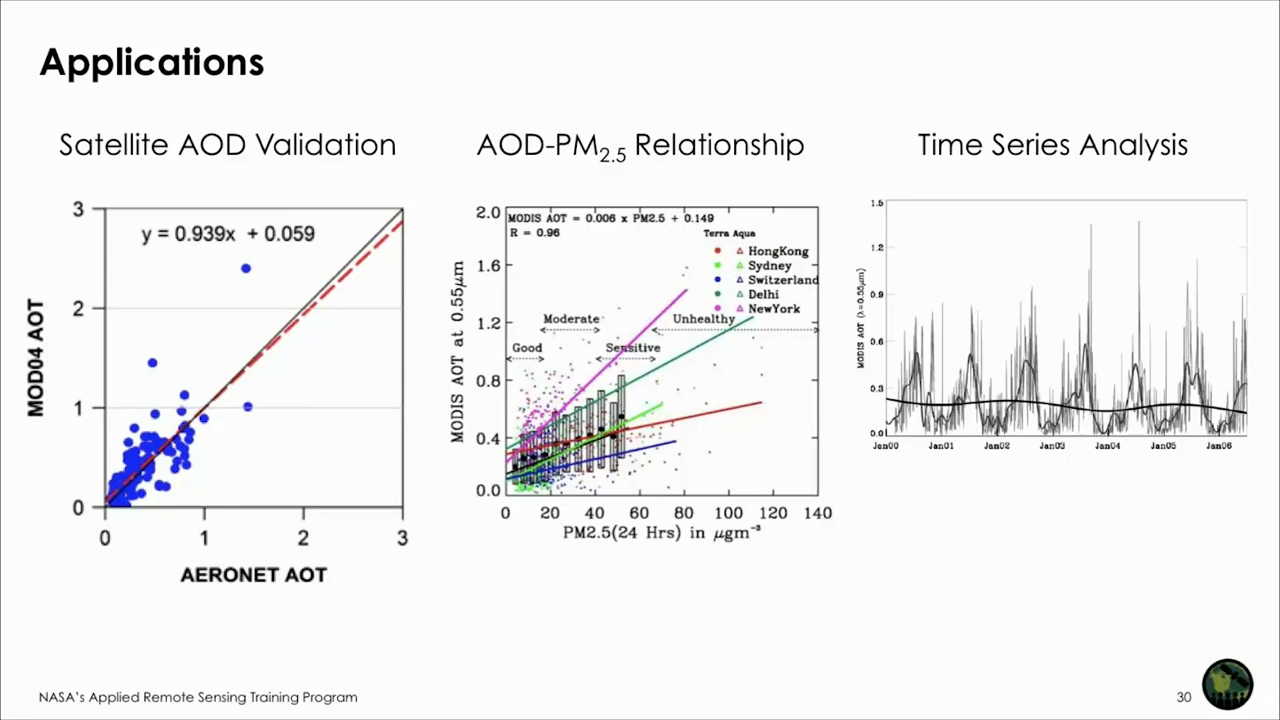 Applications
Satellite AOD Validation
3
y = 0.939x + 0.059
2
1
0
0 1 2 3
MOD04 AOT
AERONET AOT
AOD-PM2.5 Relationship
2.0
MODIS AOT = 0.006 x PM2.5 + 0.149
R = 0.96
Terra Aqua
HongKong
Sydney
Switzerland
Delhi
NewYork
1.6
1.2
0.8
0.4
0.0
Moderate
Unhealthy
Good
Sensitive
MODIS AOT at 0.55μm
0 20 40 60 80 100 120 140
PM2.5(24 Hrs) in μgm⁻³
Time Series Analysis
1.5
1.2
0.9
0.6
0.3
0.0
MODIS AOT (λ=0.55μm)
Jan00 Jan01 Jan02 Jan03 Jan04 Jan05 Jan06
NASA's Applied Remote Sensing Training Program
30